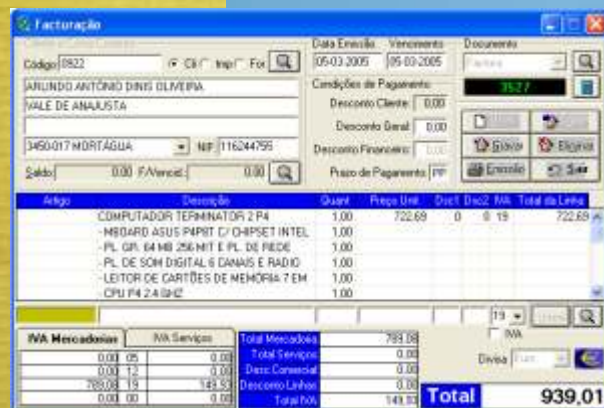 Facturação
Data Emissão Vencimento Documento
Código 0922 Cli Imp For 05-03-2005 05-03-2005 Factura
ARLINDO ANTÓNIO DINIS OLIVEIRA Condições de Pagamento 3527
VALE DE ANAJUSTA Desconto Cliente: 0,00
Desconto Geral: 0,00
3450-017 MORTÁGUA NIF 116244755 Desconto Financeiro: Gravar Eliminar
Saldo: 0.00 F/Vencid.: 0.00 Prazo de Pagamento PP Emissão Sair
Artigo Descrição Quant Preço Unit. Dsc1 Dsc2 IVA Total da Linha
COMPUTADOR TERMINATOR 2 P4 1,00 722,69 0 0 19 722,69
-MBOARD ASUS P4P8T C/ CHIPSET INTEL 1,00
-PL. GR. 64 MB 256 MIT E PL. DE REDE 1,00
-PL. DE SOM DIGITAL 6 CANAIS E RADIO 1,00
-LEITOR DE CARTÕES DE MEMÓRIA 7 EM 1,00
-CPU P4 2.4 GHZ 1,00
19
IVA
IVA Mercadorias IVA Serviços Total Mercadoria 789,08
0,00 05 0,00 Total Serviços 0,00 Divisa Euro
0,00 12 0,00 Desc. Comercial 0,00
789,08 19 149,93 Desconto Linhas 0,00
0,00 00 0,00 Total IVA 149,93 Total 939,01